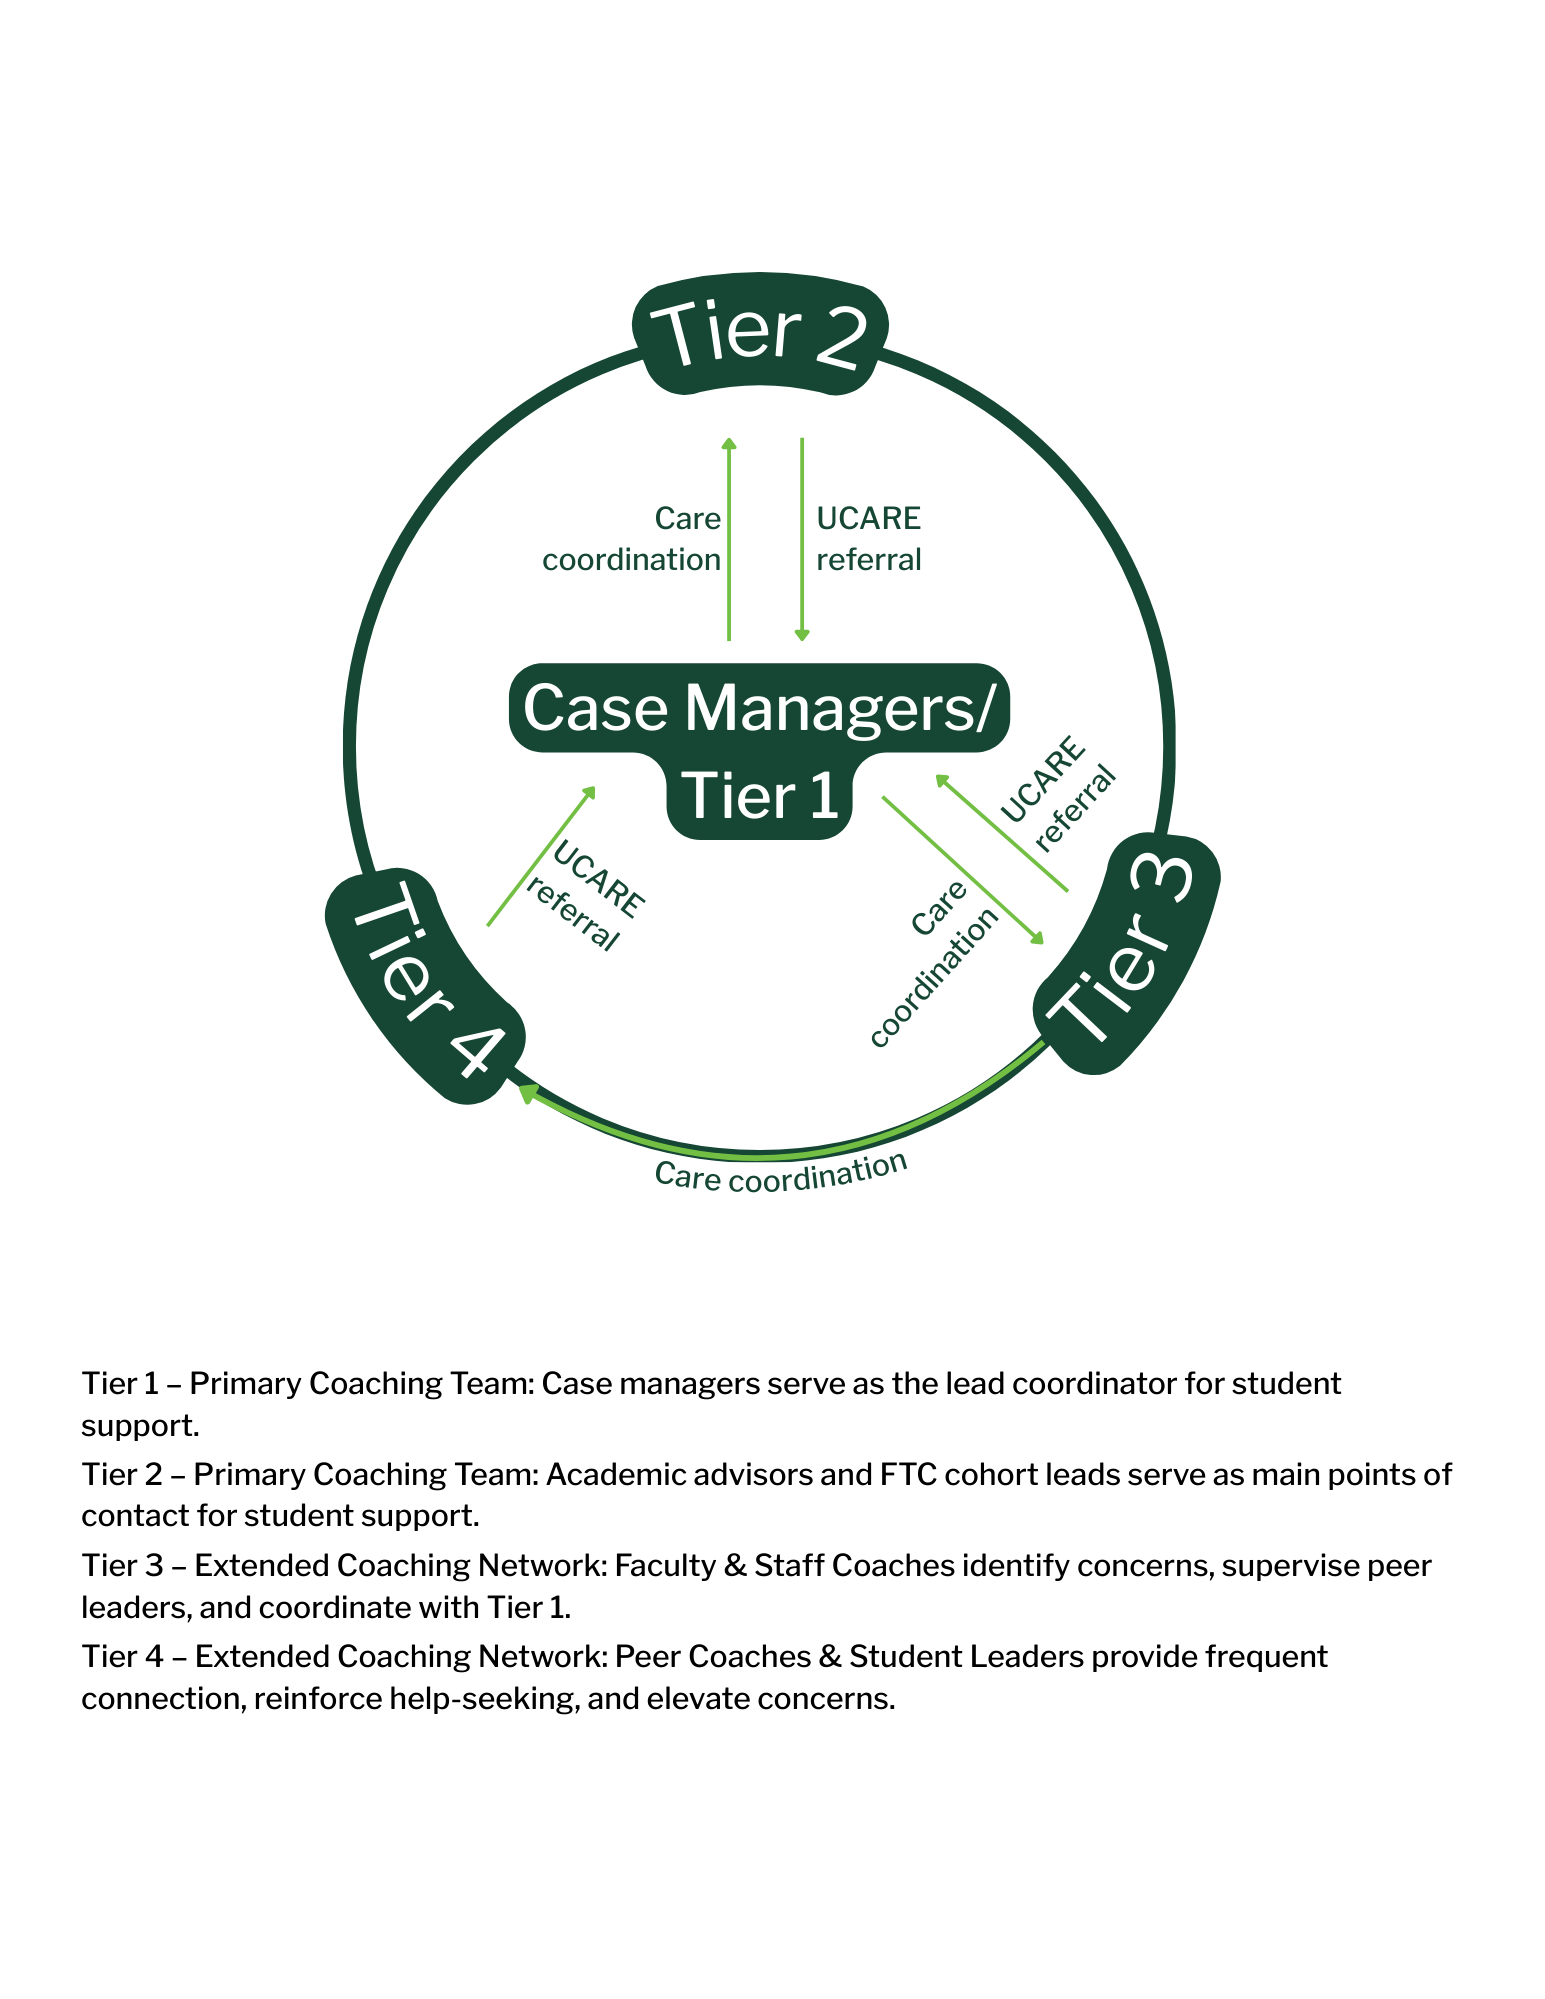 Tier 2
Care
coordination
UCARE
referral
Case Managers/
Tier 1
UCARE
referral
Care
coordination
Tier 3
UCARE
referral
Tier 4
Care coordination
Tier 1 – Primary Coaching Team: Case managers serve as the lead coordinator for student
support.
Tier 2 – Primary Coaching Team: Academic advisors and FTC cohort leads serve as main points of
contact for student support.
Tier 3 – Extended Coaching Network: Faculty & Staff Coaches identify concerns, supervise peer
leaders, and coordinate with Tier 1.
Tier 4 – Extended Coaching Network: Peer Coaches & Student Leaders provide frequent
connection, reinforce help-seeking, and elevate concerns.